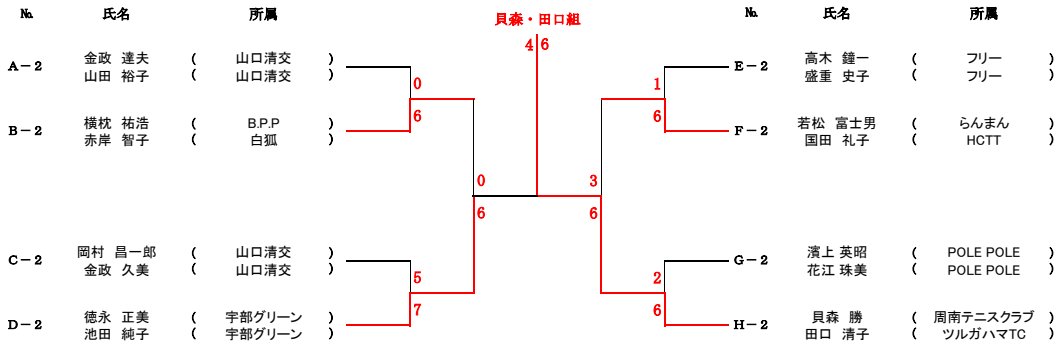 № 氏名 所属
貝森・田口組
№ 氏名 所属
4 6
A－2 金政 達夫 ( 山口清交 )
山田 裕子 ( 山口清交 )
0
6
B－2 横枕 祐浩 ( B.P.P )
赤岸 智子 ( 白狐 )
0
6
C－2 岡村 昌一郎 ( 山口清交 )
金政 久美 ( 山口清交 )
5
7
D－2 徳永 正美 ( 宇部グリーン )
池田 純子 ( 宇部グリーン )
E－2 高木 鐘一 ( フリー )
盛重 史子 ( フリー )
1
6
F－2 若松 富士男 ( らんまん )
国田 礼子 ( HCTT )
3
6
G－2 濱上 英昭 ( POLE POLE )
花江 珠美 ( POLE POLE )
2
6
H－2 貝森 勝 ( 周南テニスクラブ )
田口 清子 ( ツルガハマTC )